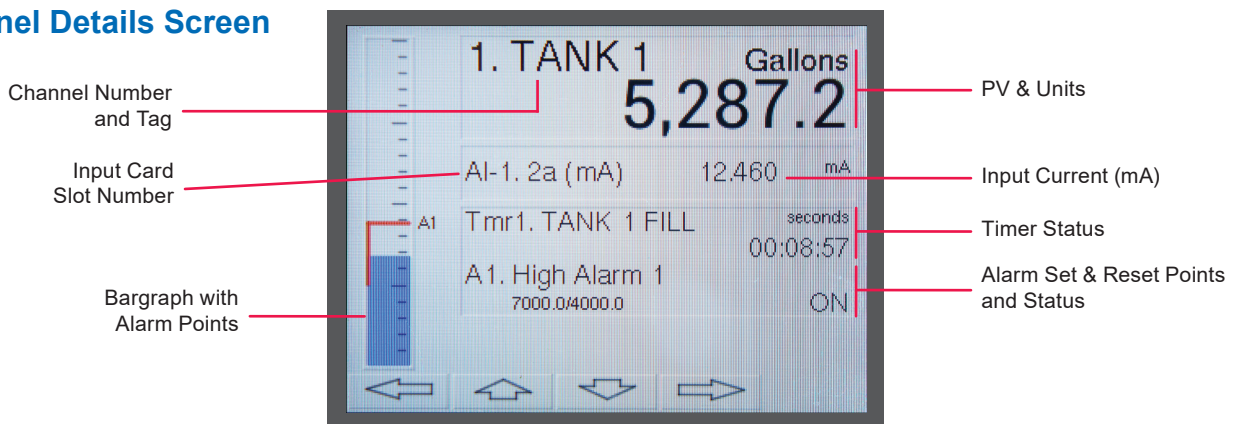 nel Details Screen
Channel Number
and Tag
Input Card
Slot Number
Bargraph with
Alarm Points
1. TANK 1
Gallons
5,287.2
AI-1. 2a (mA) 12.460 mA
A1
Tmr1. TANK 1 FILL
seconds
00:08:57
A1. High Alarm 1
7000.0/4000.0
ON
PV & Units
Input Current (mA)
Timer Status
Alarm Set & Reset Points
and Status